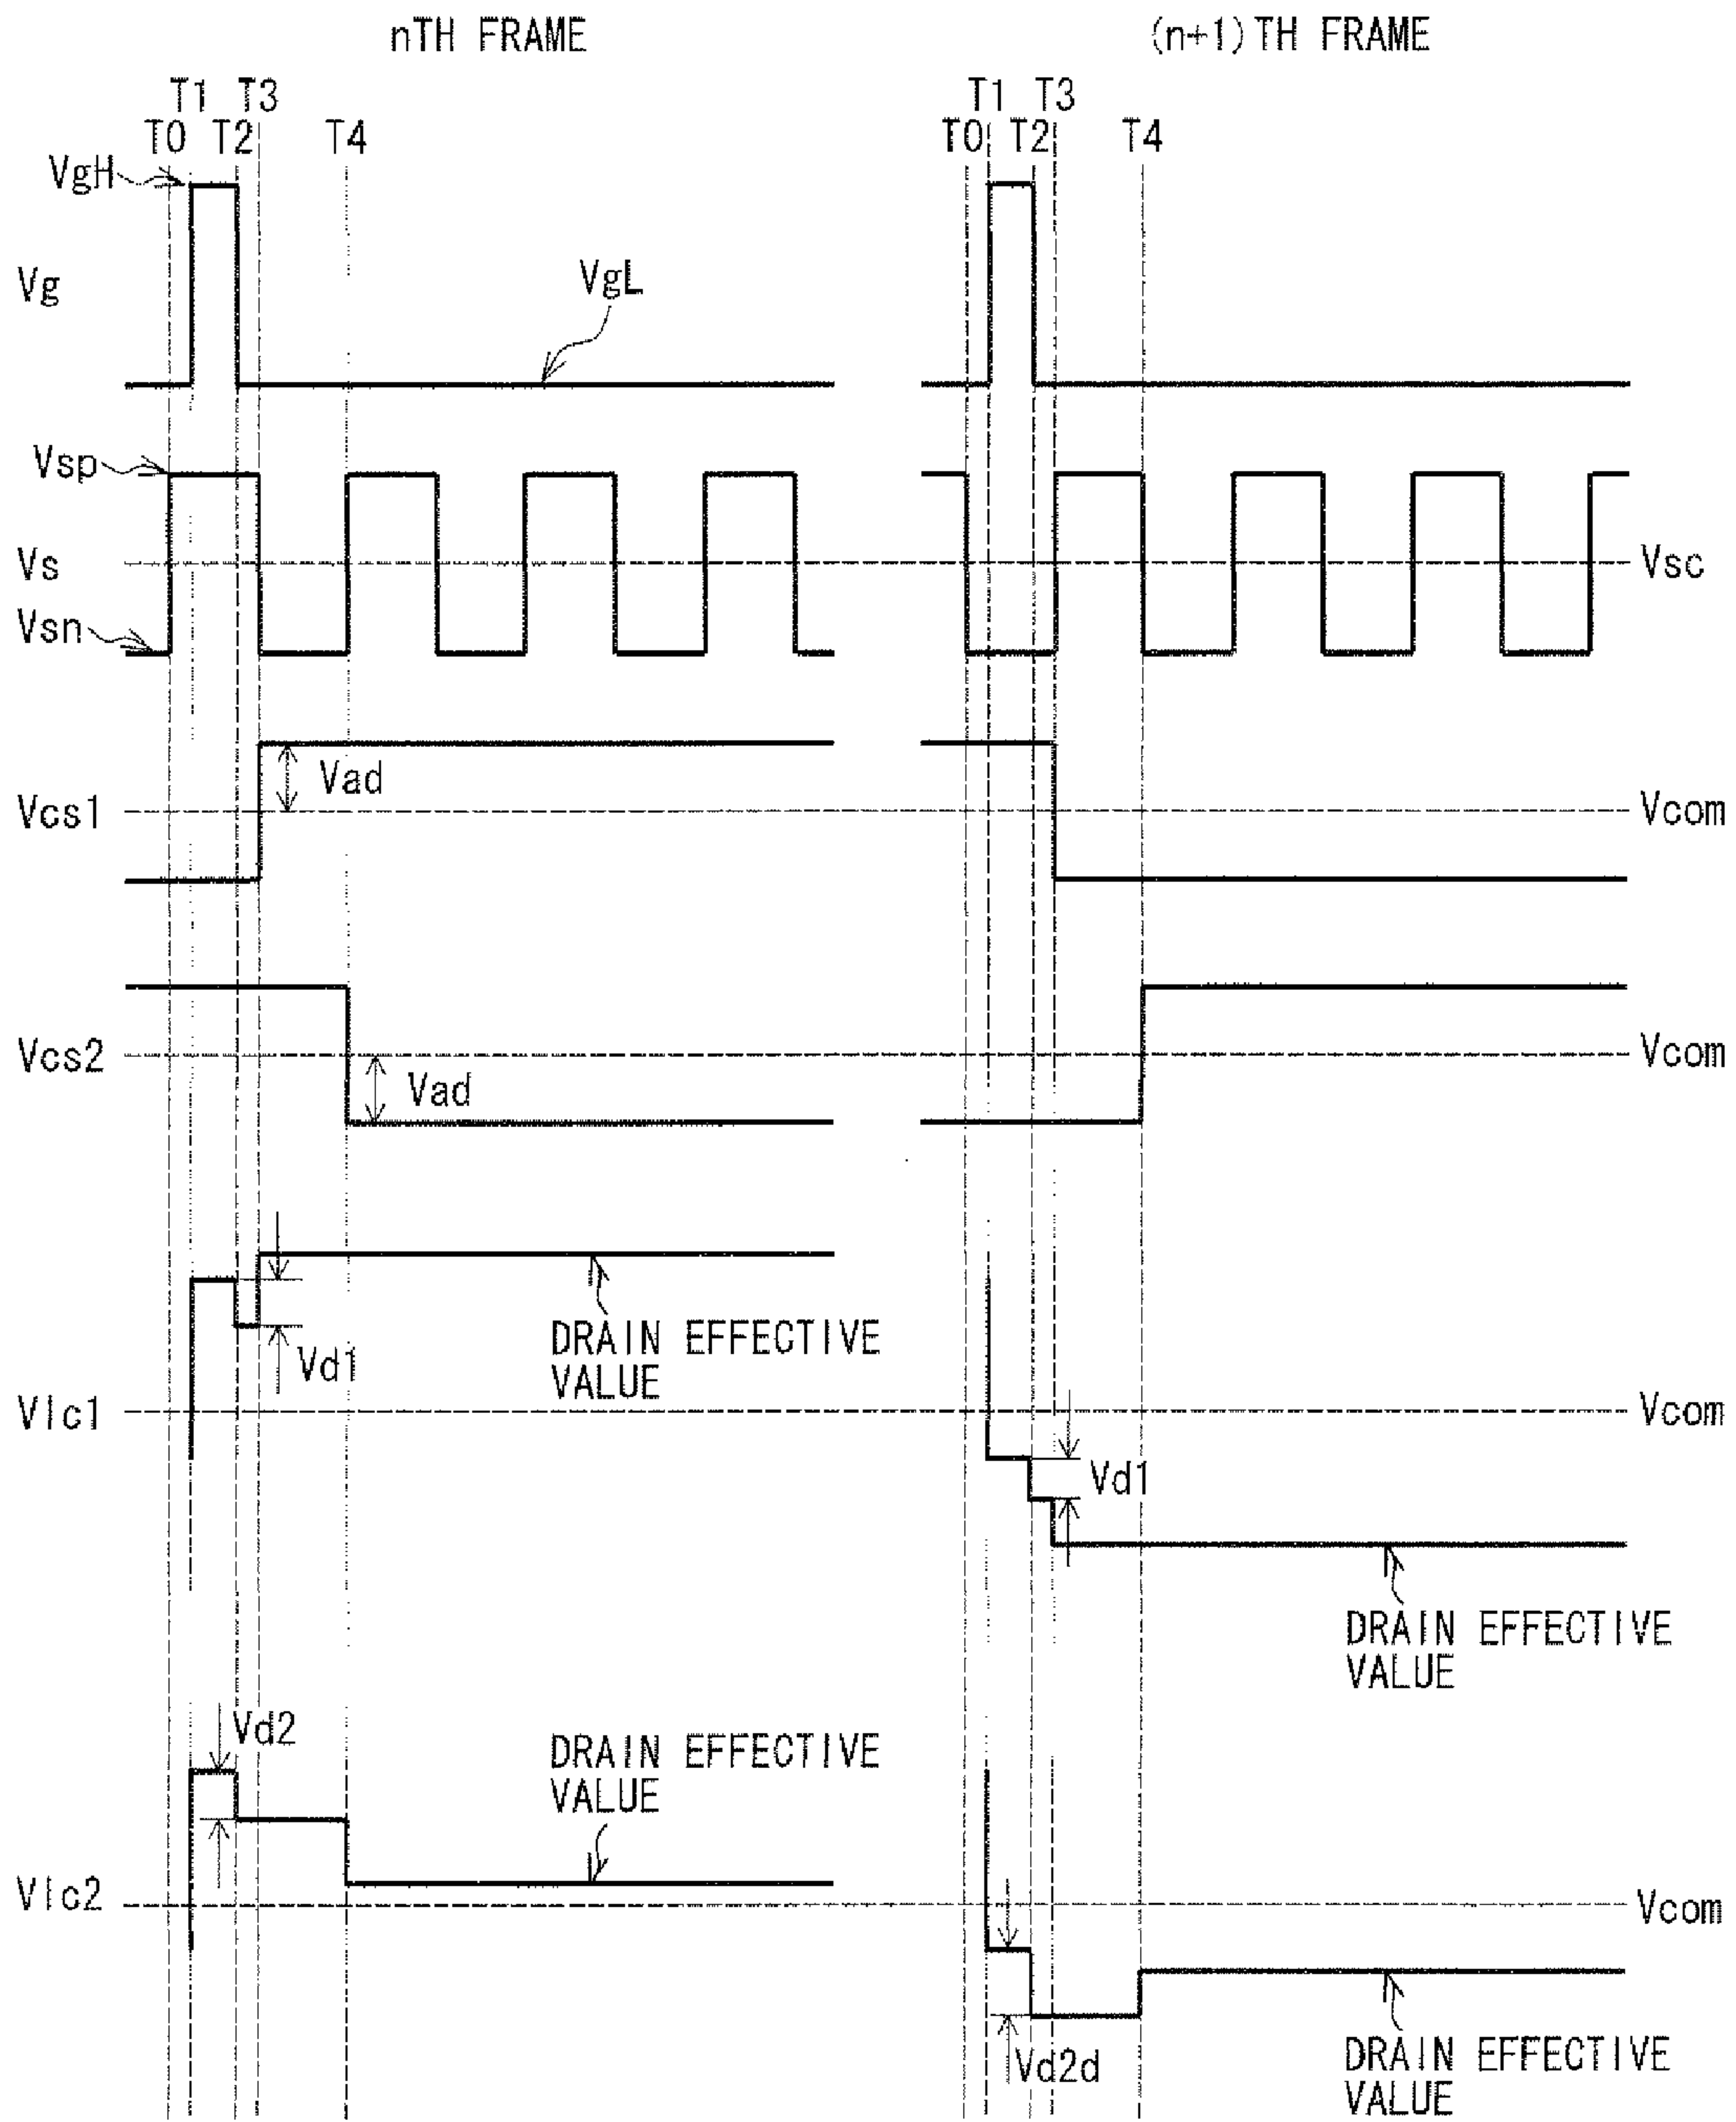 nTH FRAME
(n+1)TH FRAME
T1 T3
T1 T3
T0 T2 T4
T0 T2 T4
VgH
Vg
VgL
Vsp
Vs
Vsc
Vsn
Vad
Vcs1
Vcom
Vcs2
Vcom
Vad
DRAIN EFFECTIVE
VALUE
Vd1
Vlc1
Vcom
Vd1
DRAIN EFFECTIVE
VALUE
Vd2
DRAIN EFFECTIVE
VALUE
Vlc2
Vcom
Vd2d
DRAIN EFFECTIVE
VALUE